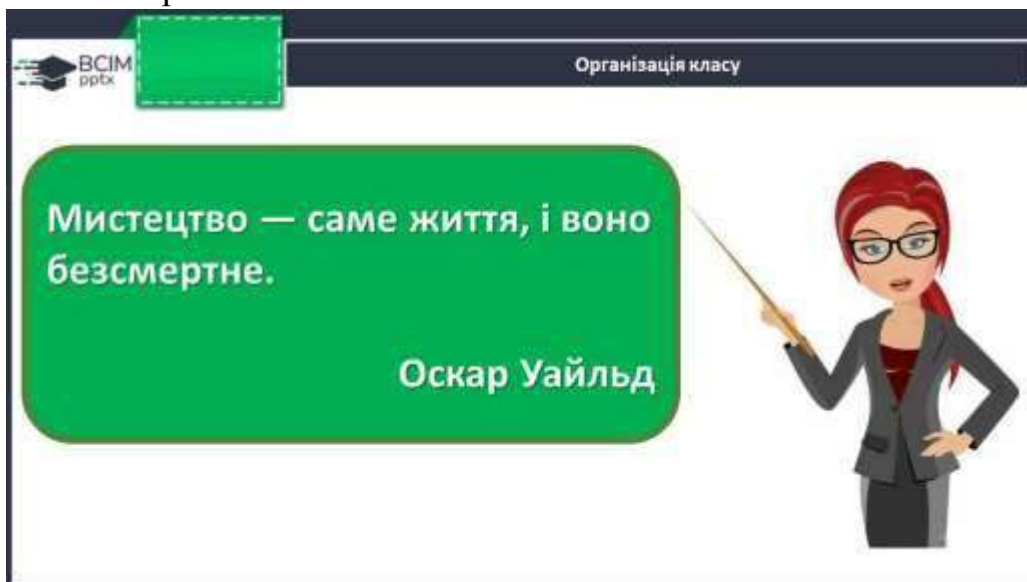 ВСІМ
pptx
Організація класу
Мистецтво — саме життя, і воно
безсмертне.
Оскар Уайльд